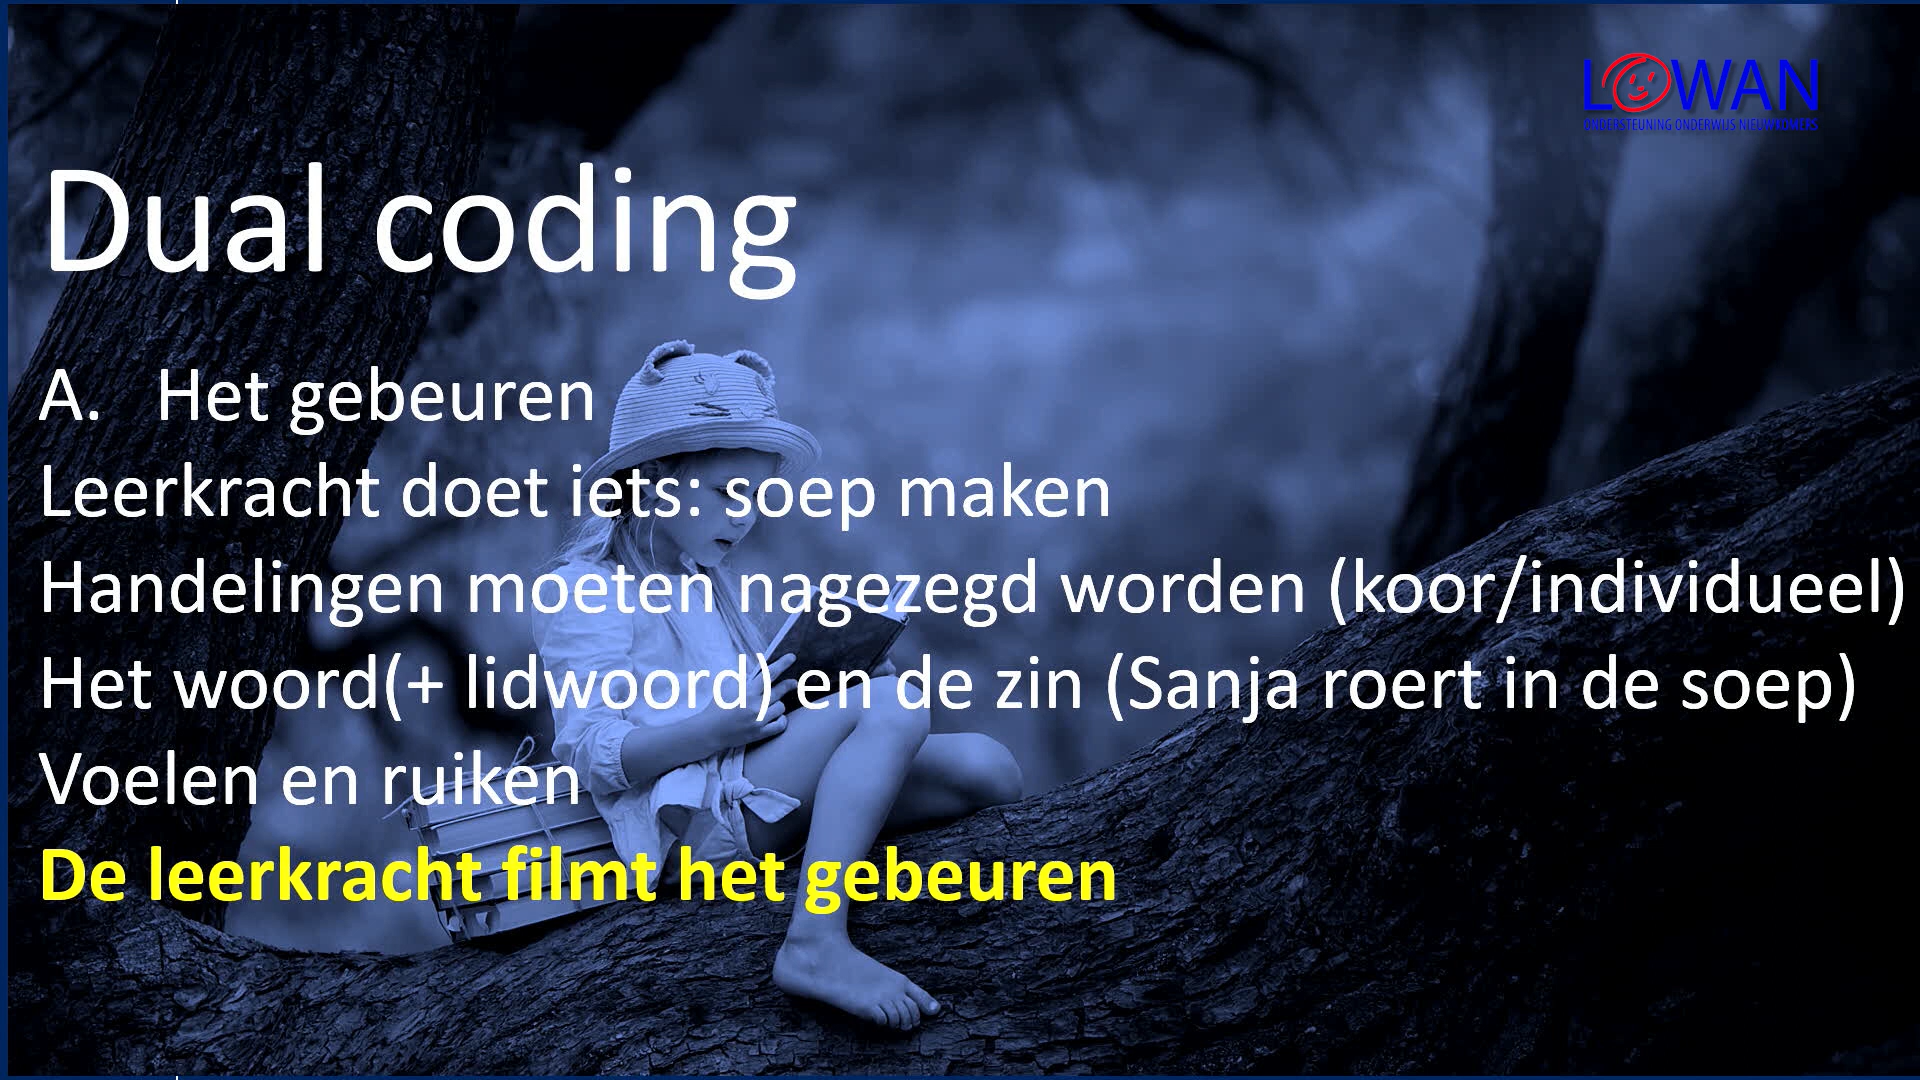 LOWAN
ONDERSTEUNING ONDERWIJS NIEUWKOMERS
Dual coding
A. Het gebeuren
Leerkracht doet iets: soep maken
Handelingen moeten nagezegd worden (koor/individueel)
Het woord(+ lidwoord) en de zin (Sanja roert in de soep)
Voelen en ruiken
De leerkracht filmt het gebeuren